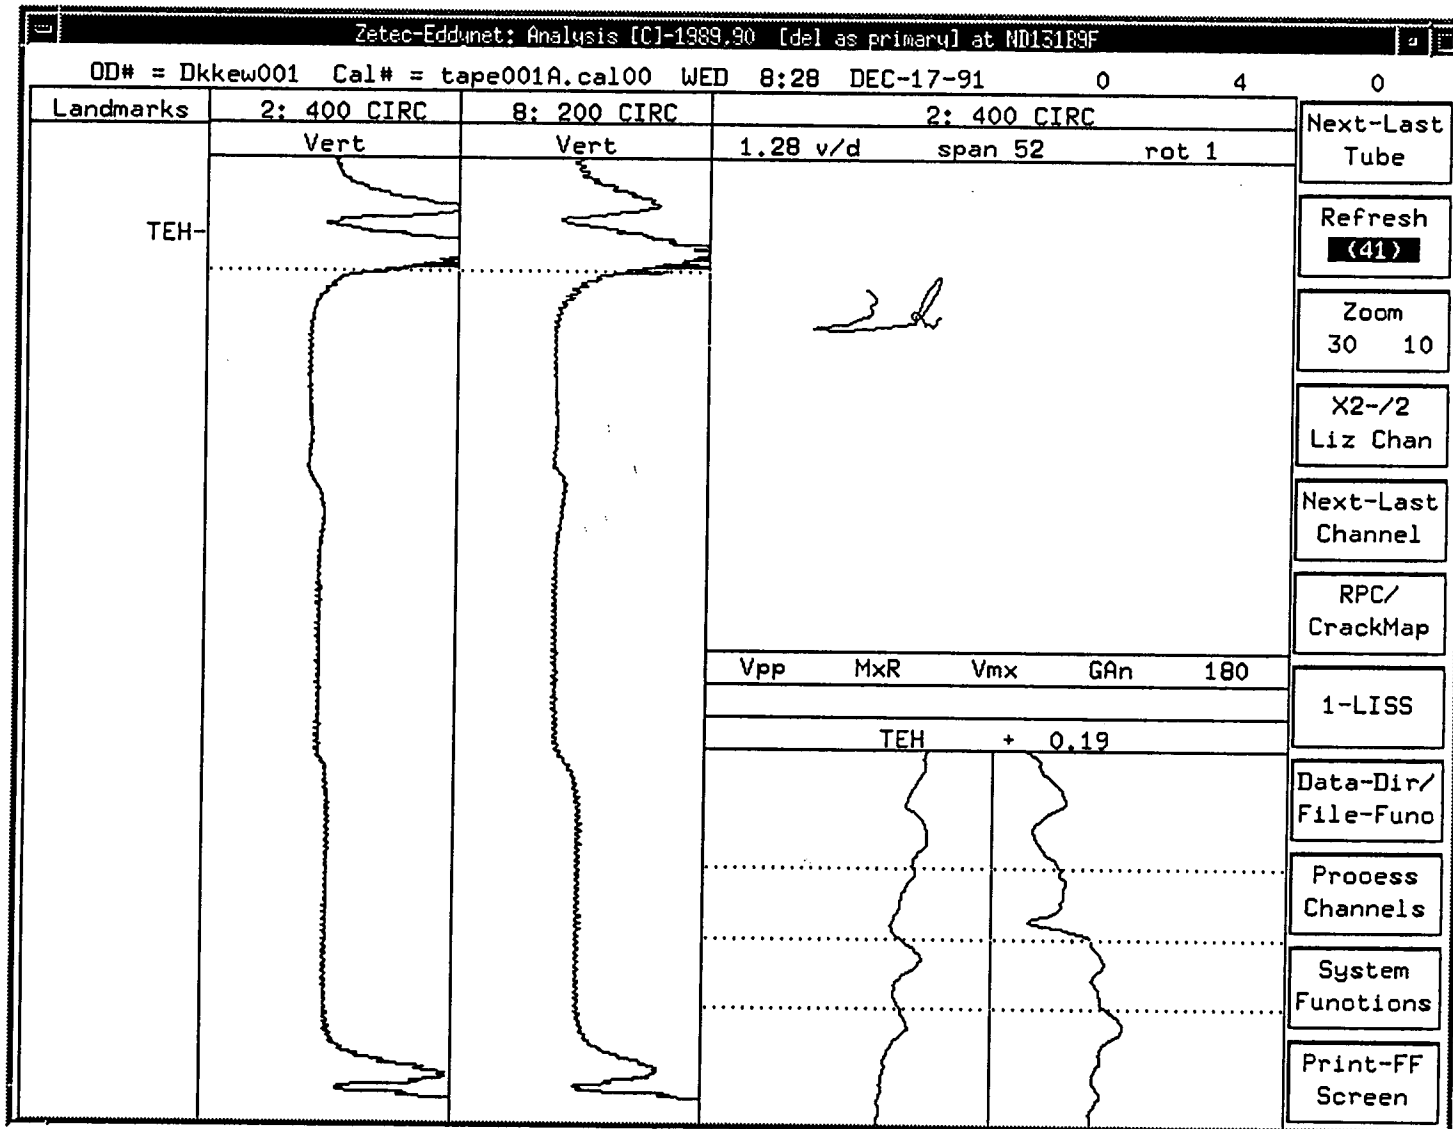 Zetec-Eddynet: Analysis [C]-1989,90 [del as primary] at ND131B9F
OD# = Dkkew001 Cal# = tape001A.cal00 WED 8:28 DEC-17-91 0 4 0
Landmarks 2: 400 CIRC 8: 200 CIRC 2: 400 CIRC
Vert Vert 1.28 v/d span 52 rot 1
TEH-
Vpp MxR Vmx GAn 180
TEH + 0.19
Next-Last
Tube
Refresh
(41)
Zoom
30 10
X2-/2
Liz Chan
Next-Last
Channel
RPC/
CrackMap
1-LISS
Data-Dir/
File-Func
Process
Channels
System
Functions
Print-FF
Screen